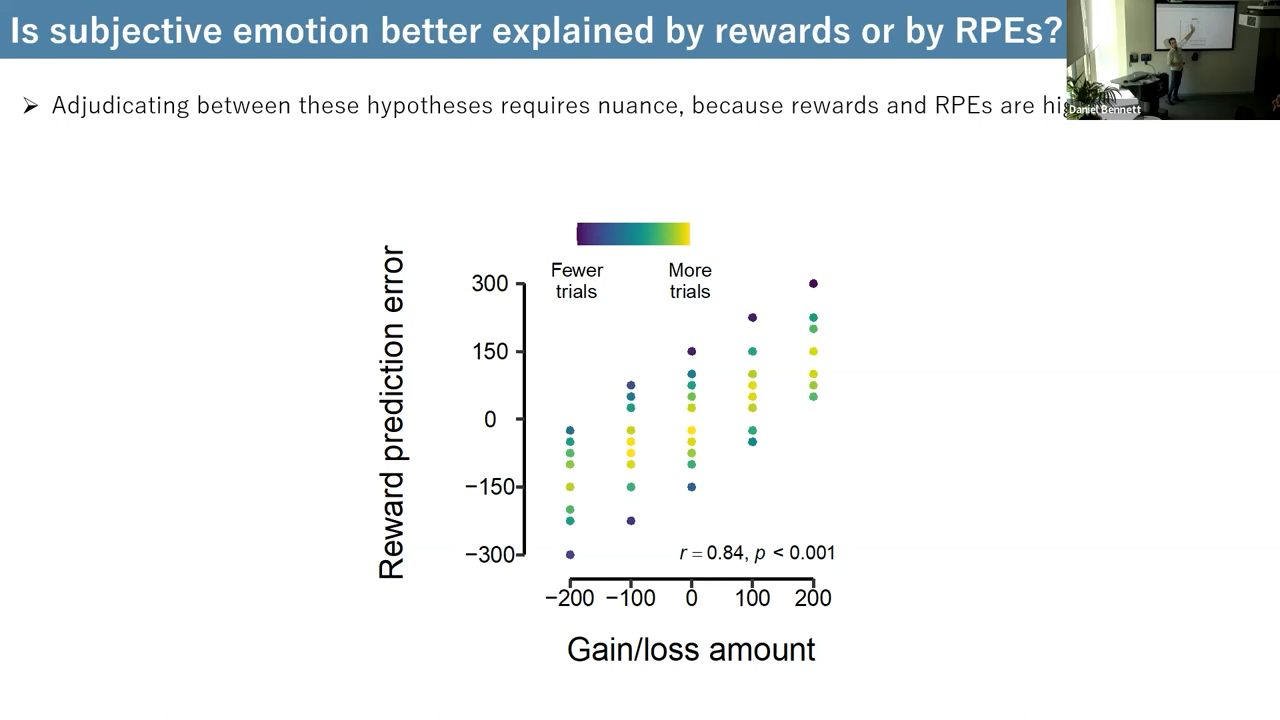 Is subjective emotion better explained by rewards or by RPEs?
➤ Adjudicating between these hypotheses requires nuance, because rewards and RPEs are
Daniel Bennett
Fewer trials
More trials
Reward prediction error
300
150
0
−150
−300
r = 0.84, p < 0.001
−200 −100 0 100 200
Gain/loss amount